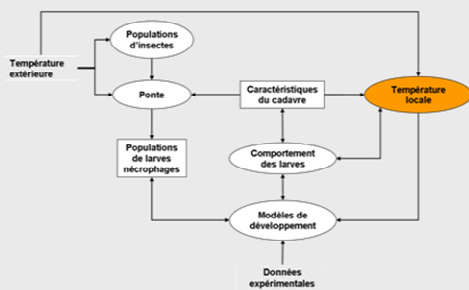 Populations
d'insectes
Température
extérieure
Ponte
Caractéristiques
du cadavre
Température
locale
Populations
de larves
nécrophages
Comportement
des larves
Modèles de
développement
Données
expérimentales